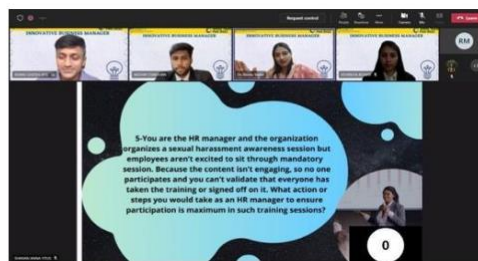 Request control
Leave
INNOVATIVE BUSINESS MANAGER
INNOVATIVE BUSINESS MANAGER
INNOVATIVE BUSINESS MANAGER
INNOVATIVE BUSINESS MANAGER
RM
5-You are the HR manager and the organization
organizes a sexual harassment awareness session but
employees aren't excited to sit through mandatory
session. Because the content isn't engaging, so no one
participates and you can't validate that everyone has
taken the training or signed off on it. What action or
steps you would take as an HR manager to ensure
participation is maximum in such training sessions?
0